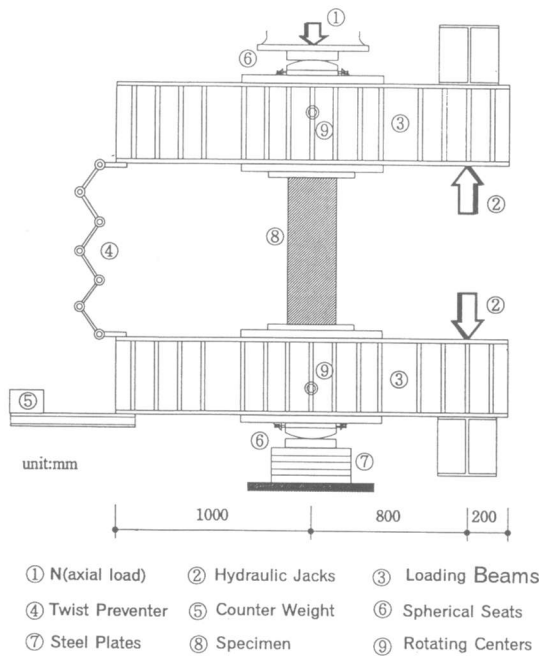 ①
⑥
⑨
③
②
⑧
④
②
⑨
③
⑤
⑥
⑦
unit:mm
1000 800 200
① N(axial load) ② Hydraulic Jacks ③ Loading Beams
④ Twist Preventer ⑤ Counter Weight ⑥ Spherical Seats
⑦ Steel Plates ⑧ Specimen ⑨ Rotating Centers